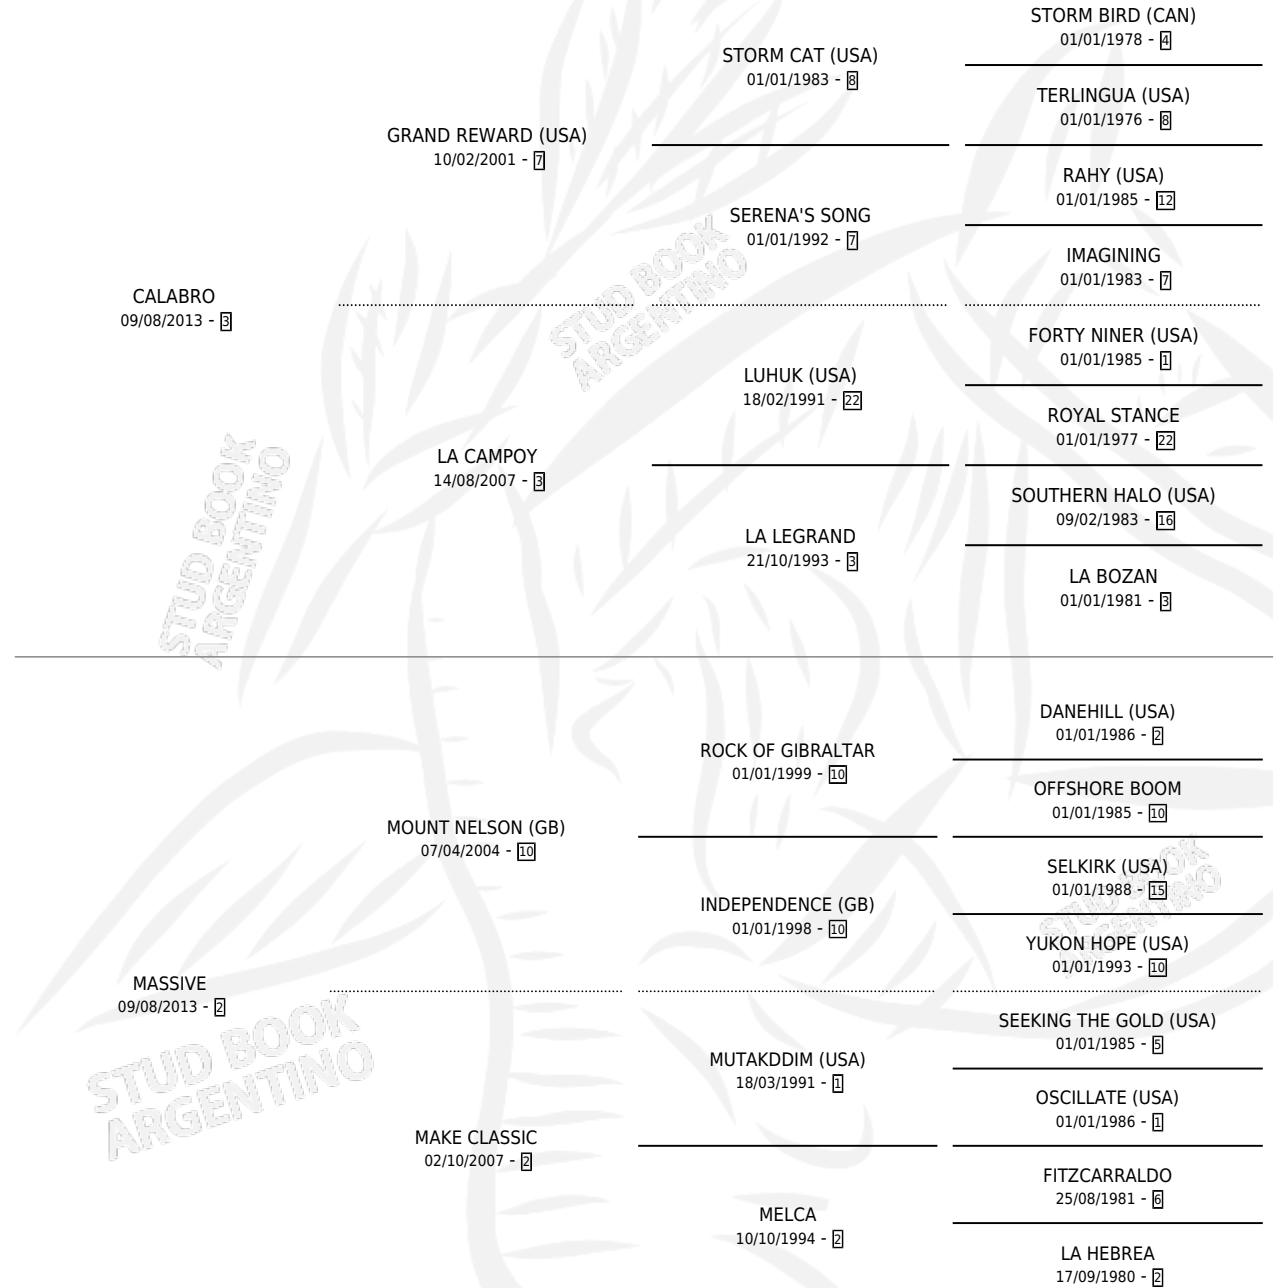 STORM BIRD (CAN)
01/01/1978 - 4
STORM CAT (USA)
01/01/1983 - 8
TERLINGUA (USA)
01/01/1976 - 8
GRAND REWARD (USA)
10/02/2001 - 7
RAHY (USA)
01/01/1985 - 12
SERENA'S SONG
01/01/1992 - 7
IMAGINING
01/01/1983 - 7
CALABRO
09/08/2013 - 3
STUD BOOK
ARGENTINO
FORTY NINER (USA)
01/01/1985 - 1
LUHUK (USA)
18/02/1991 - 22
ROYAL STANCE
01/01/1977 - 22
LA CAMPOY
14/08/2007 - 3
SOUTHERN HALO (USA)
09/02/1983 - 16
LA LEGRAND
21/10/1993 - 3
LA BOZAN
01/01/1981 - 3
STUD BOOK
ARGENTINO
DANEHILL (USA)
01/01/1986 - 2
ROCK OF GIBRALTAR
01/01/1999 - 10
OFFSHORE BOOM
01/01/1985 - 10
MOUNT NELSON (GB)
07/04/2004 - 10
SELKIRK (USA)
01/01/1988 - 15
INDEPENDENCE (GB)
01/01/1998 - 10
YUKON HOPE (USA)
01/01/1993 - 10
STUD BOOK
ARGENTINO
MASSIVE
09/08/2013 - 2
SEEKING THE GOLD (USA)
01/01/1985 - 5
MUTAKDDIM (USA)
18/03/1991 - 1
OSCILLATE (USA)
01/01/1986 - 1
STUD BOOK
ARGENTINO
MAKE CLASSIC
02/10/2007 - 2
FITZCARRALDO
25/08/1981 - 6
MELCA
10/10/1994 - 2
LA HEBREA
17/09/1980 - 2